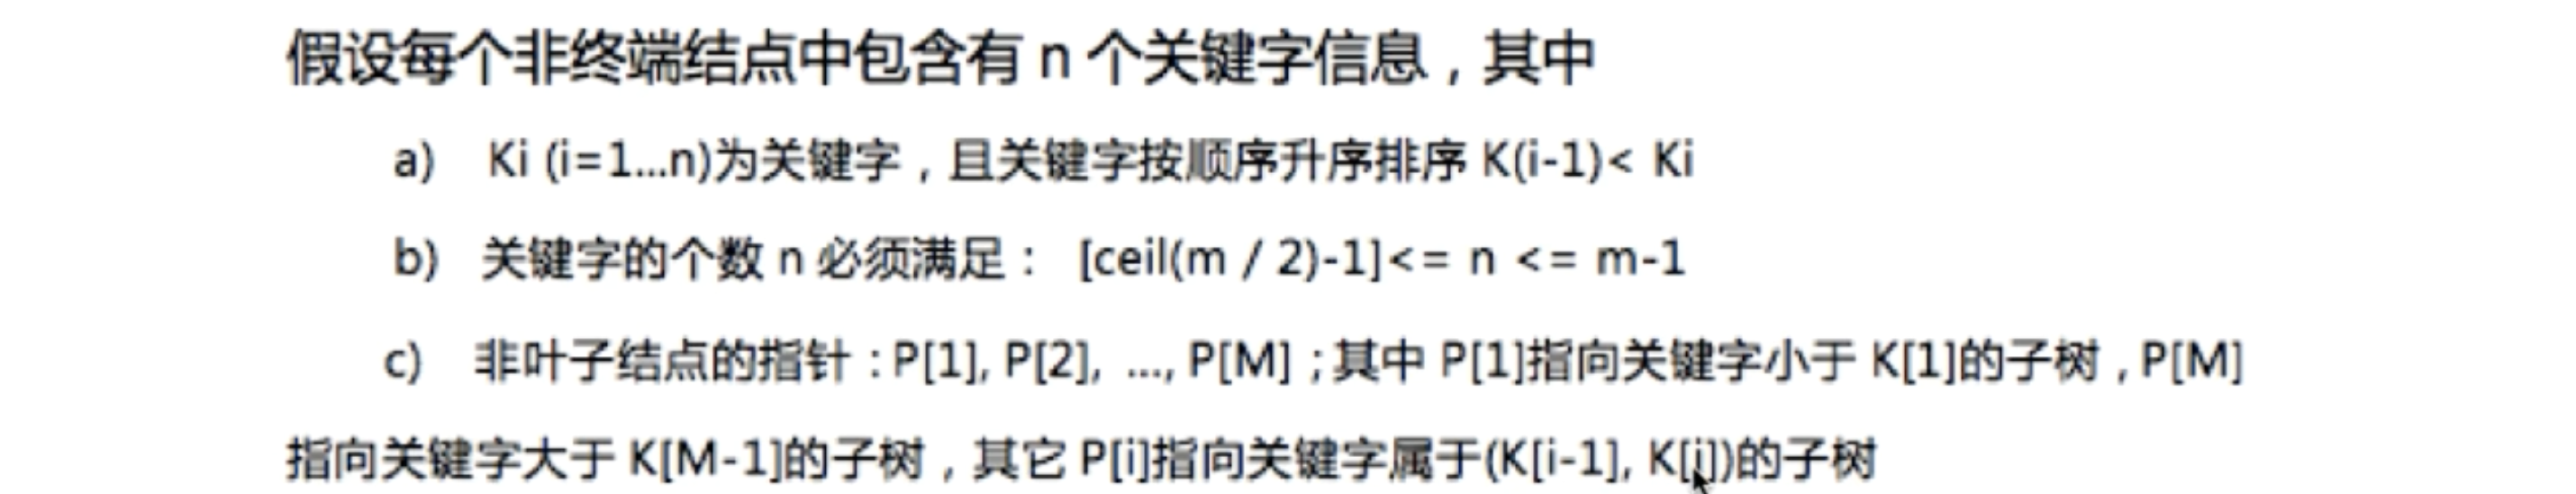 假设每个非终端结点中包含有 n 个关键字信息，其中
a) Ki (i=1...n)为关键字，且关键字按顺序升序排序 K(i-1)< Ki
b) 关键字的个数 n 必须满足： [ceil(m / 2)-1]<= n <= m-1
c) 非叶子结点的指针：P[1], P[2], ..., P[M]；其中 P[1]指向关键字小于 K[1]的子树，P[M]
指向关键字大于 K[M-1]的子树，其它 P[i]指向关键字属于(K[i-1], K[i])的子树